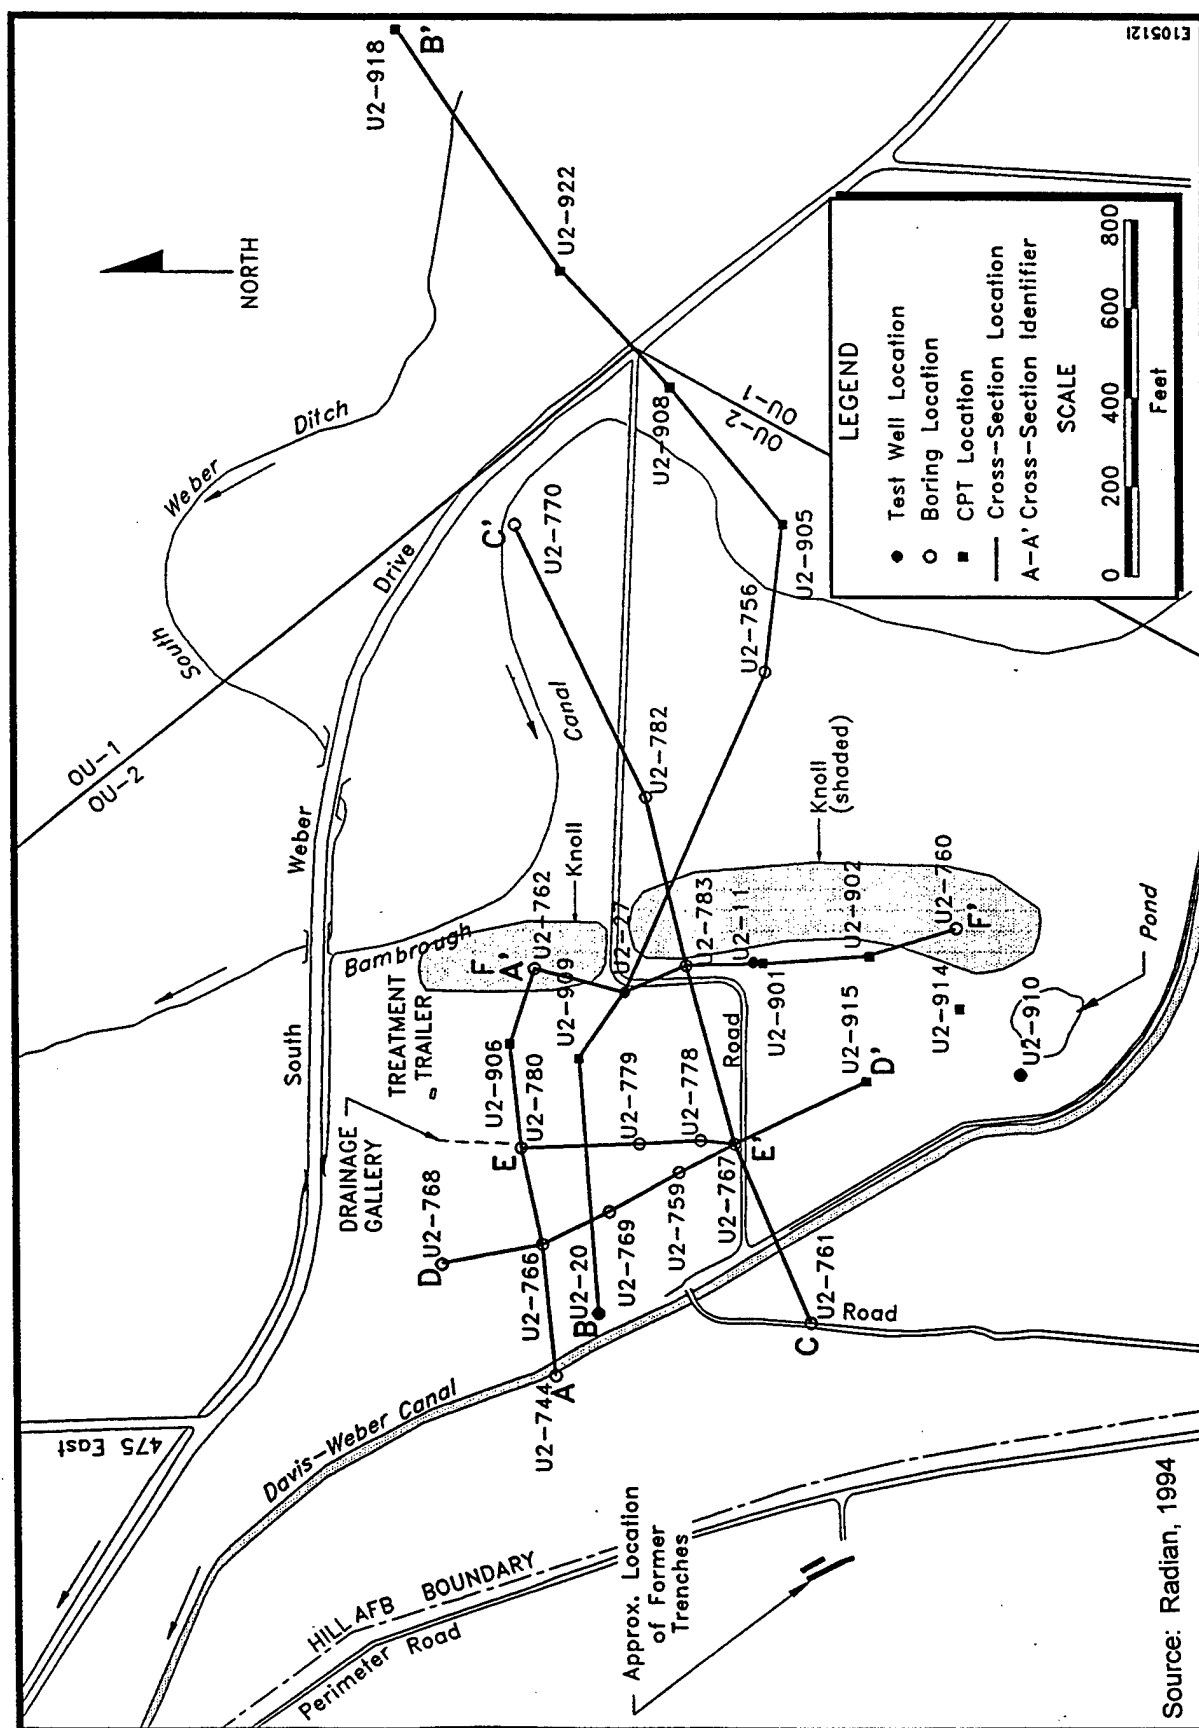 E105121
U2-918
B'
U2-922
NORTH
Weber
Ditch
South
Drive
OU-1
OU-2
Weber
South
475 East
Davis-Weber Canal
HILL AFB BOUNDARY
Perimeter Road
Approx. Location
of Former
Trenches
DRAINAGE
GALLERY
TREATMENT
TRAILER
Bambrough
Canal
Knoll
Knoll
(shaded)
Pond
Road
Road
OU-2
OU-1
U2-908
U2-905
U2-756
C'
U2-770
U2-782
U2-762
F
A'
U2-27
U2-909
U2-906
U2-780
E
U2-779
U2-778
U2-783
U2-11
U2-901
U2-902
U2-760
F'
U2-914
U2-910
U2-915
D'
E'
U2-767
U2-759
U2-769
U2-768
D
U2-766
U2-20
B
U2-744
A
U2-761
C
LEGEND
Test Well Location
Boring Location
CPT Location
Cross-Section Location
A-A' Cross-Section Identifier
SCALE
0 200 400 600 800
Feet
Source: Radian, 1994